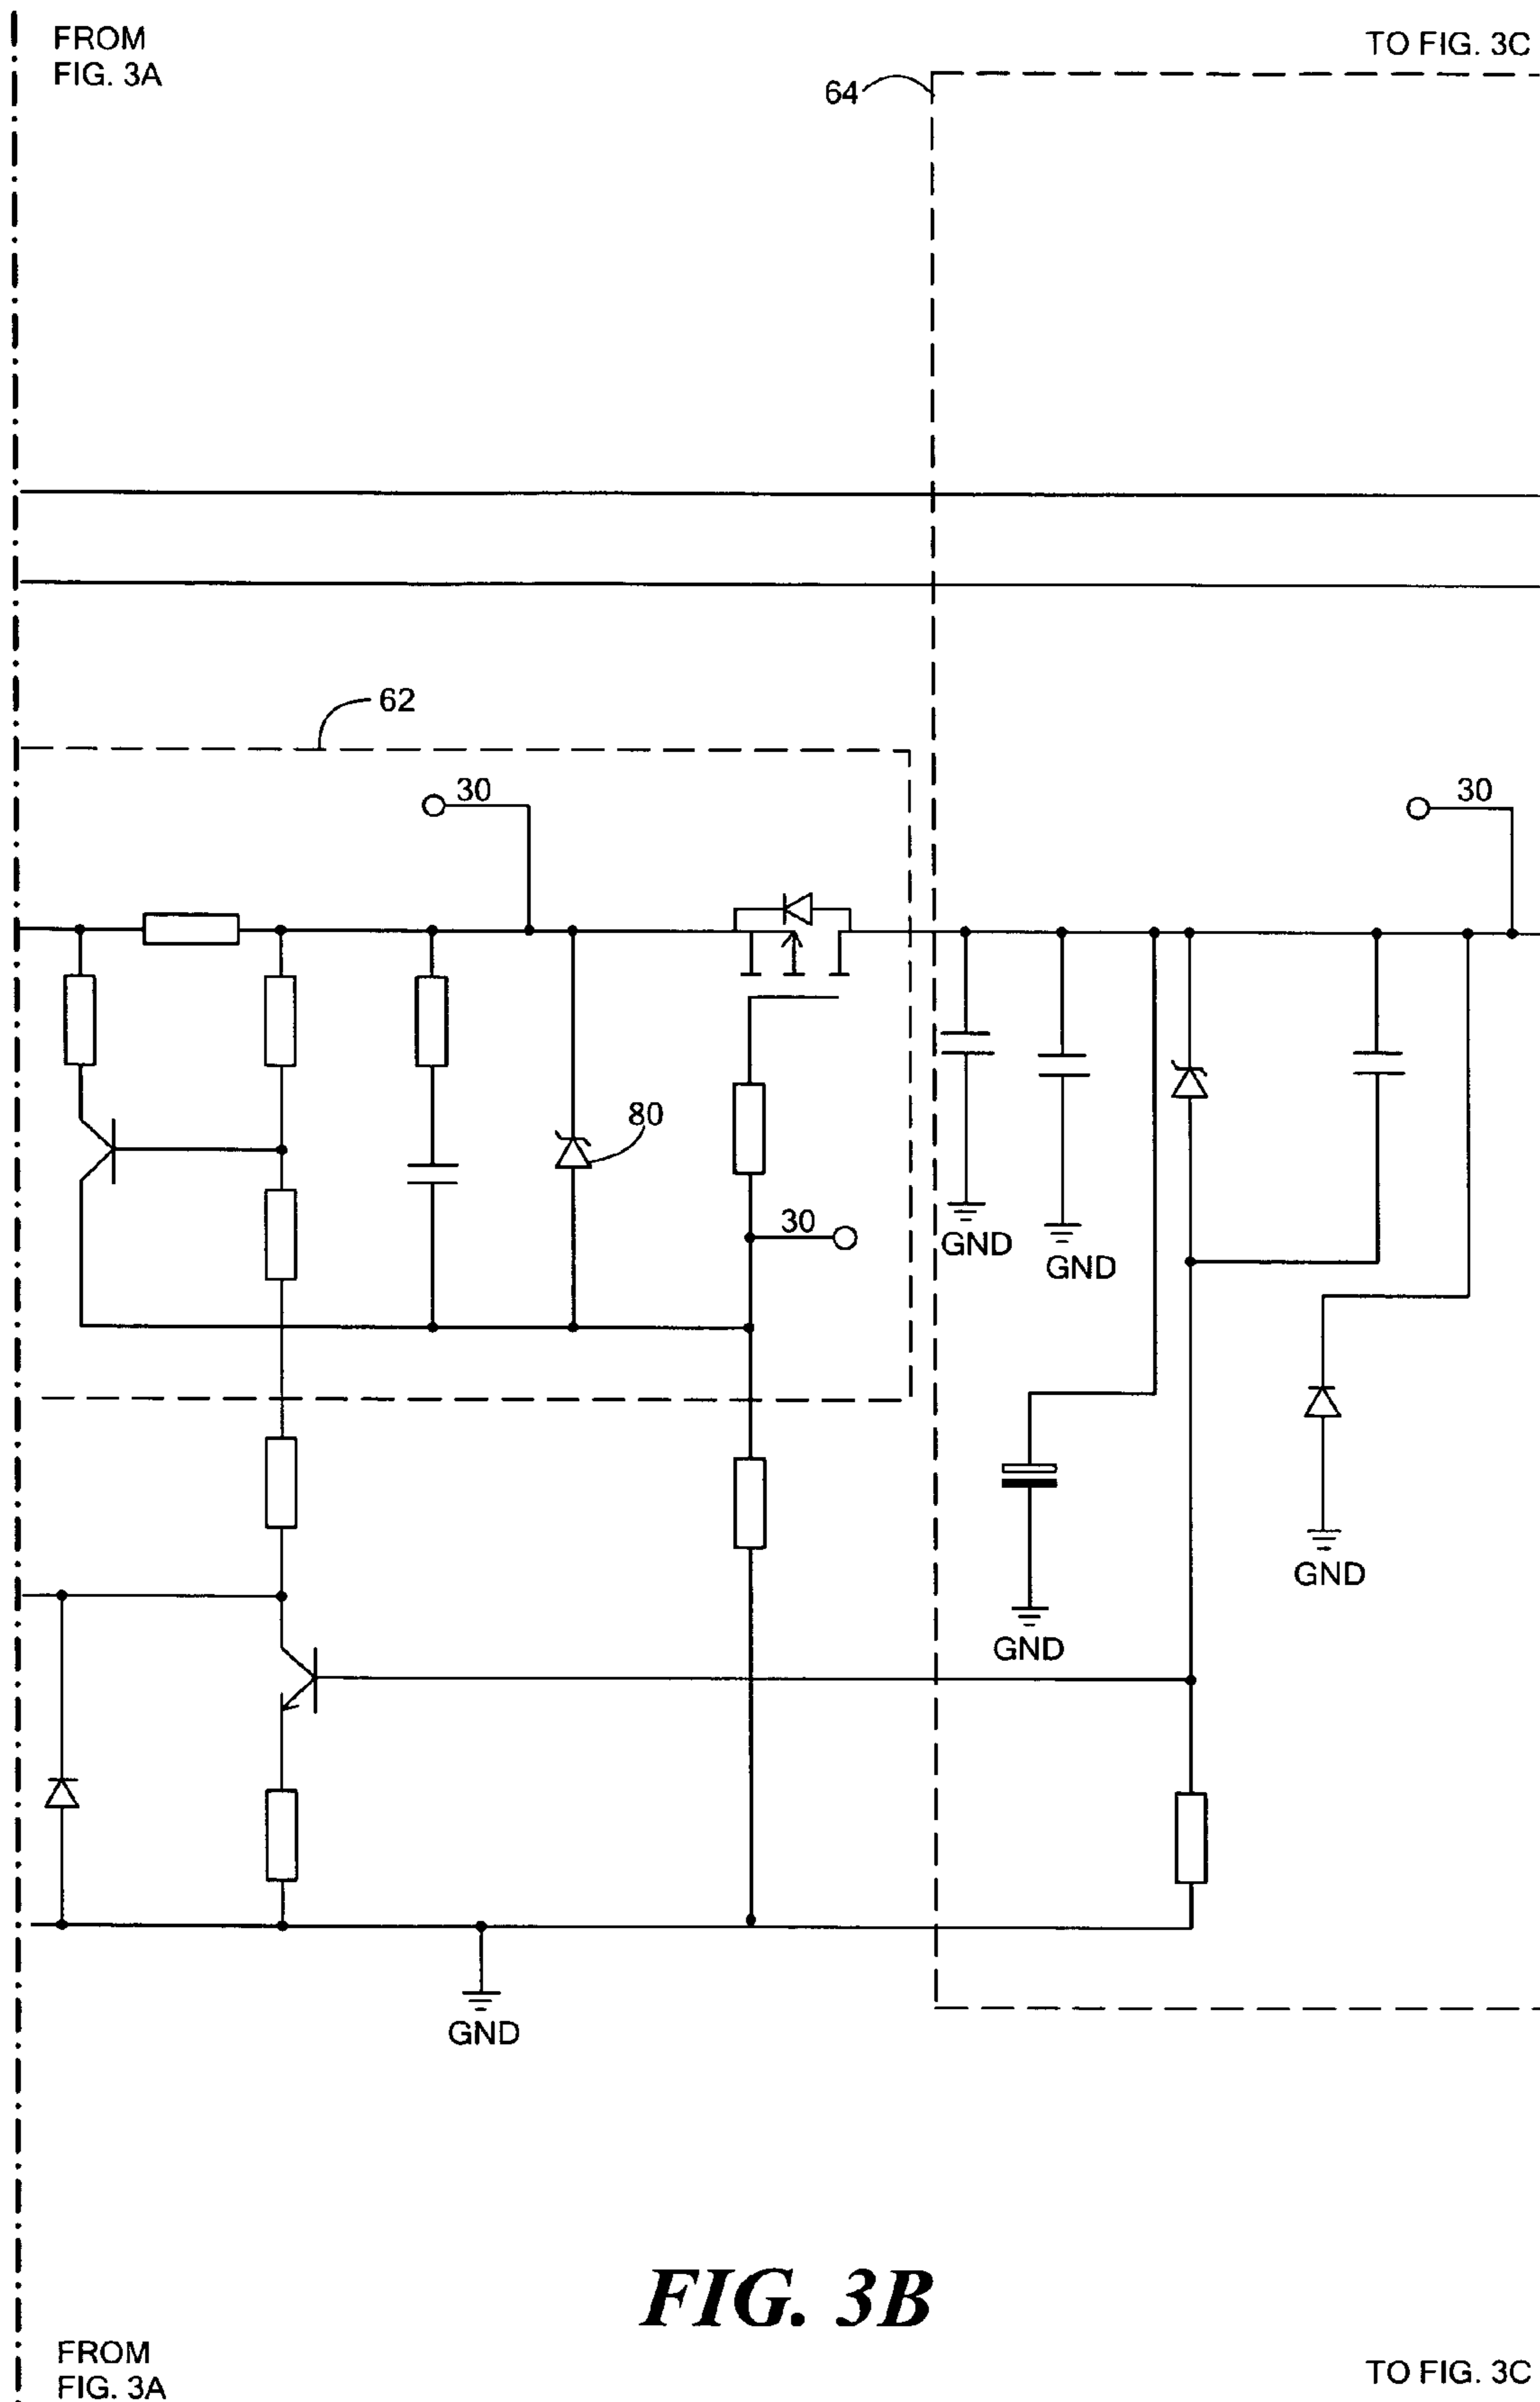 FROM
FIG. 3A
TO FIG. 3C
64
62
30
30
80
30
GND
GND
GND
GND
GND
FIG. 3B
FROM
FIG. 3A
TO FIG. 3C